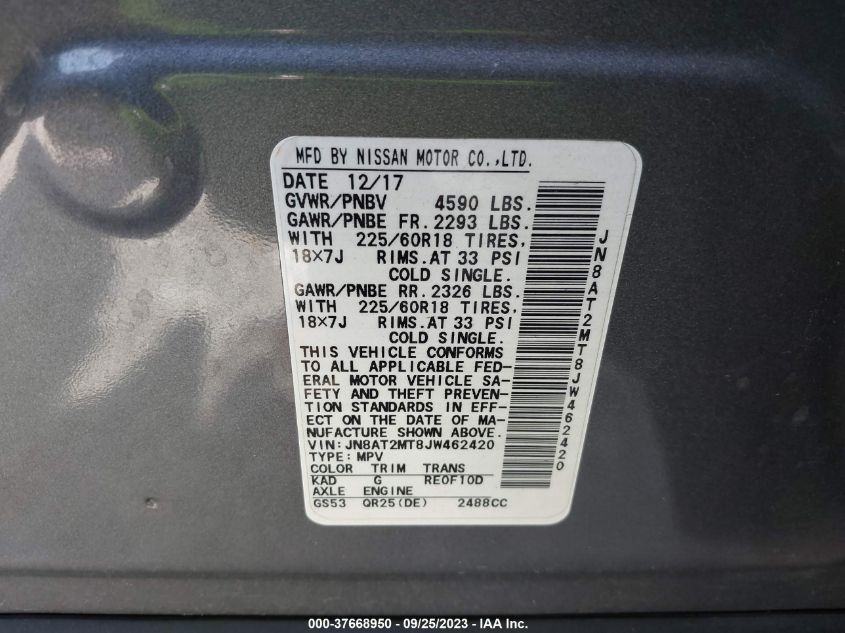 MFD BY NISSAN MOTOR CO.,LTD.
DATE 12/17
GVWR/PNBV 4590 LBS.
GAWR/PNBE FR.2293 LBS.
WITH 225/60R18 TIRES,
18×7J RIMS.AT 33 PSI
COLD SINGLE.
GAWR/PNBE RR.2326 LBS.
WITH 225/60R18 TIRES,
18×7J RIMS.AT 33 PSI
COLD SINGLE.
THIS VEHICLE CONFORMS
TO ALL APPLICABLE FED-
ERAL MOTOR VEHICLE SA-
FETY AND THEFT PREVEN-
TION STANDARDS IN EFF-
ECT ON THE DATE OF MA-
NUFACTURE SHOWN ABOVE.
VIN:JN8AT2MT8JW462420
TYPE:MPV
COLOR TRIM TRANS
KAD G RE0F10D
AXLE ENGINE
GS53 QR25(DE) 2488CC
JN8AT2MT8JW462420
000-37668950 - 09/25/2023 - IAA Inc.